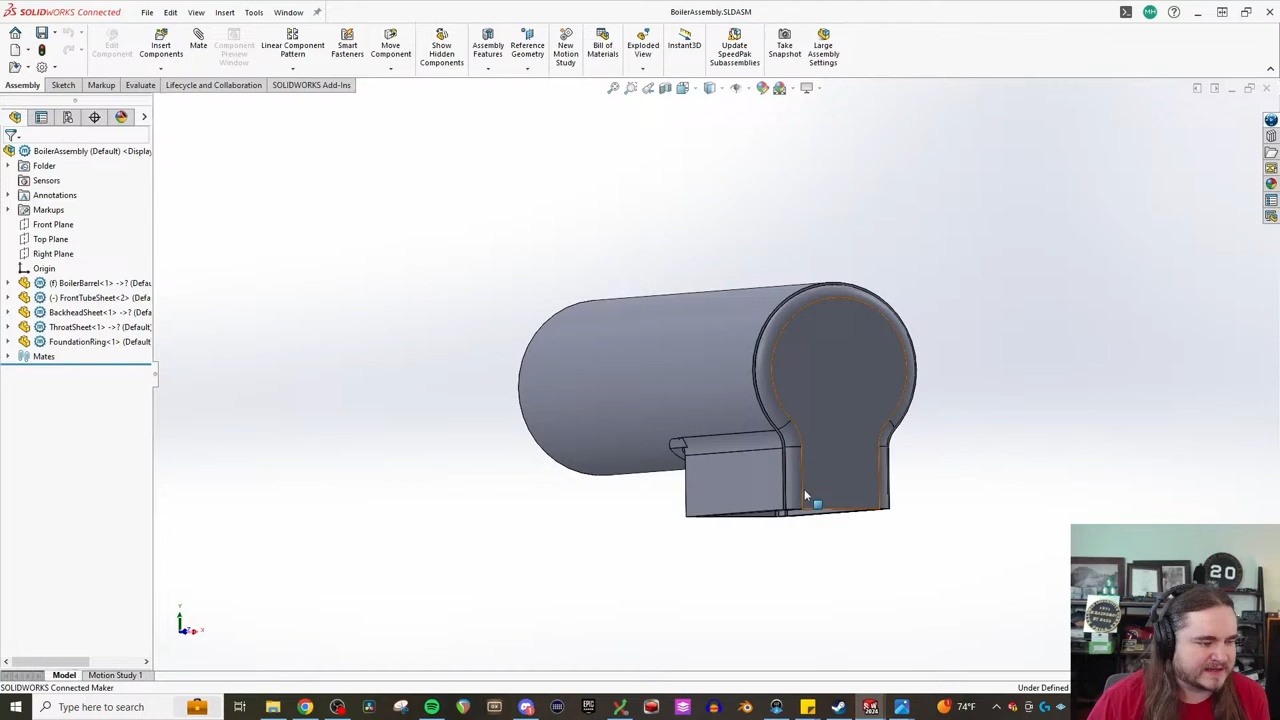 SOLIDWORKS Connected
File
Edit
View
Insert
Tools
Window
BoilerAssembly.SLDASM
MH
Edit Component
Insert Components
Mate
Component Preview Window
Linear Component Pattern
Smart Fasteners
Move Component
Show Hidden Components
Assembly Features
Reference Geometry
New Motion Study
Bill of Materials
Exploded View
Instant3D
Update SpeedPak Subassemblies
Take Snapshot
Large Assembly Settings
Assembly
Sketch
Markup
Evaluate
Lifecycle and Collaboration
SOLIDWORKS Add-Ins
BoilerAssembly (Default) <Display
Folder
Sensors
Annotations
Markups
Front Plane
Top Plane
Right Plane
Origin
(f) BoilerBarrel<1> ->? (Defa
(-) FrontTubeSheet<2> (Defa
BackheadSheet<1> ->? (Defa
ThroatSheet<1> ->? (Default
FoundationRing<1> (Default
Mates
Y
Z
X
20
Model
Motion Study 1
SOLIDWORKS Connected Maker
Under Defined
Type here to search
SW 2024
74°F